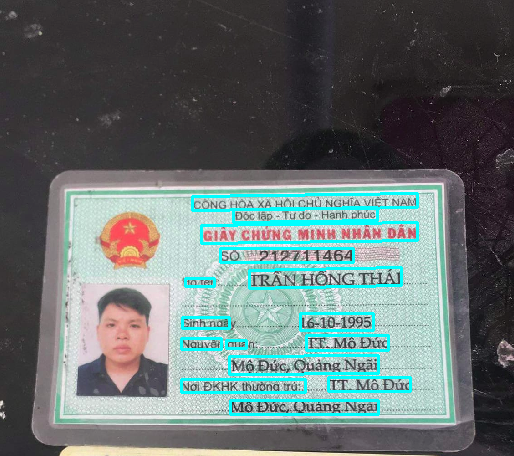 CỘNG HÒA XÃ HỘI CHỦ NGHĨA VIỆT NAM
Độc lập - Tự do - Hạnh phúc
GIẤY CHỨNG MINH NHÂN DÂN
SỐ 212711464
Họ tên TRẦN HỒNG THÁI
Sinh ngày 16-10-1995
Nguyên quán: TT. Mộ Đức
Mộ Đức, Quảng Ngãi
Nơi ĐKHK thường trú: TT. Mộ Đức
Mộ Đức, Quảng Ngãi